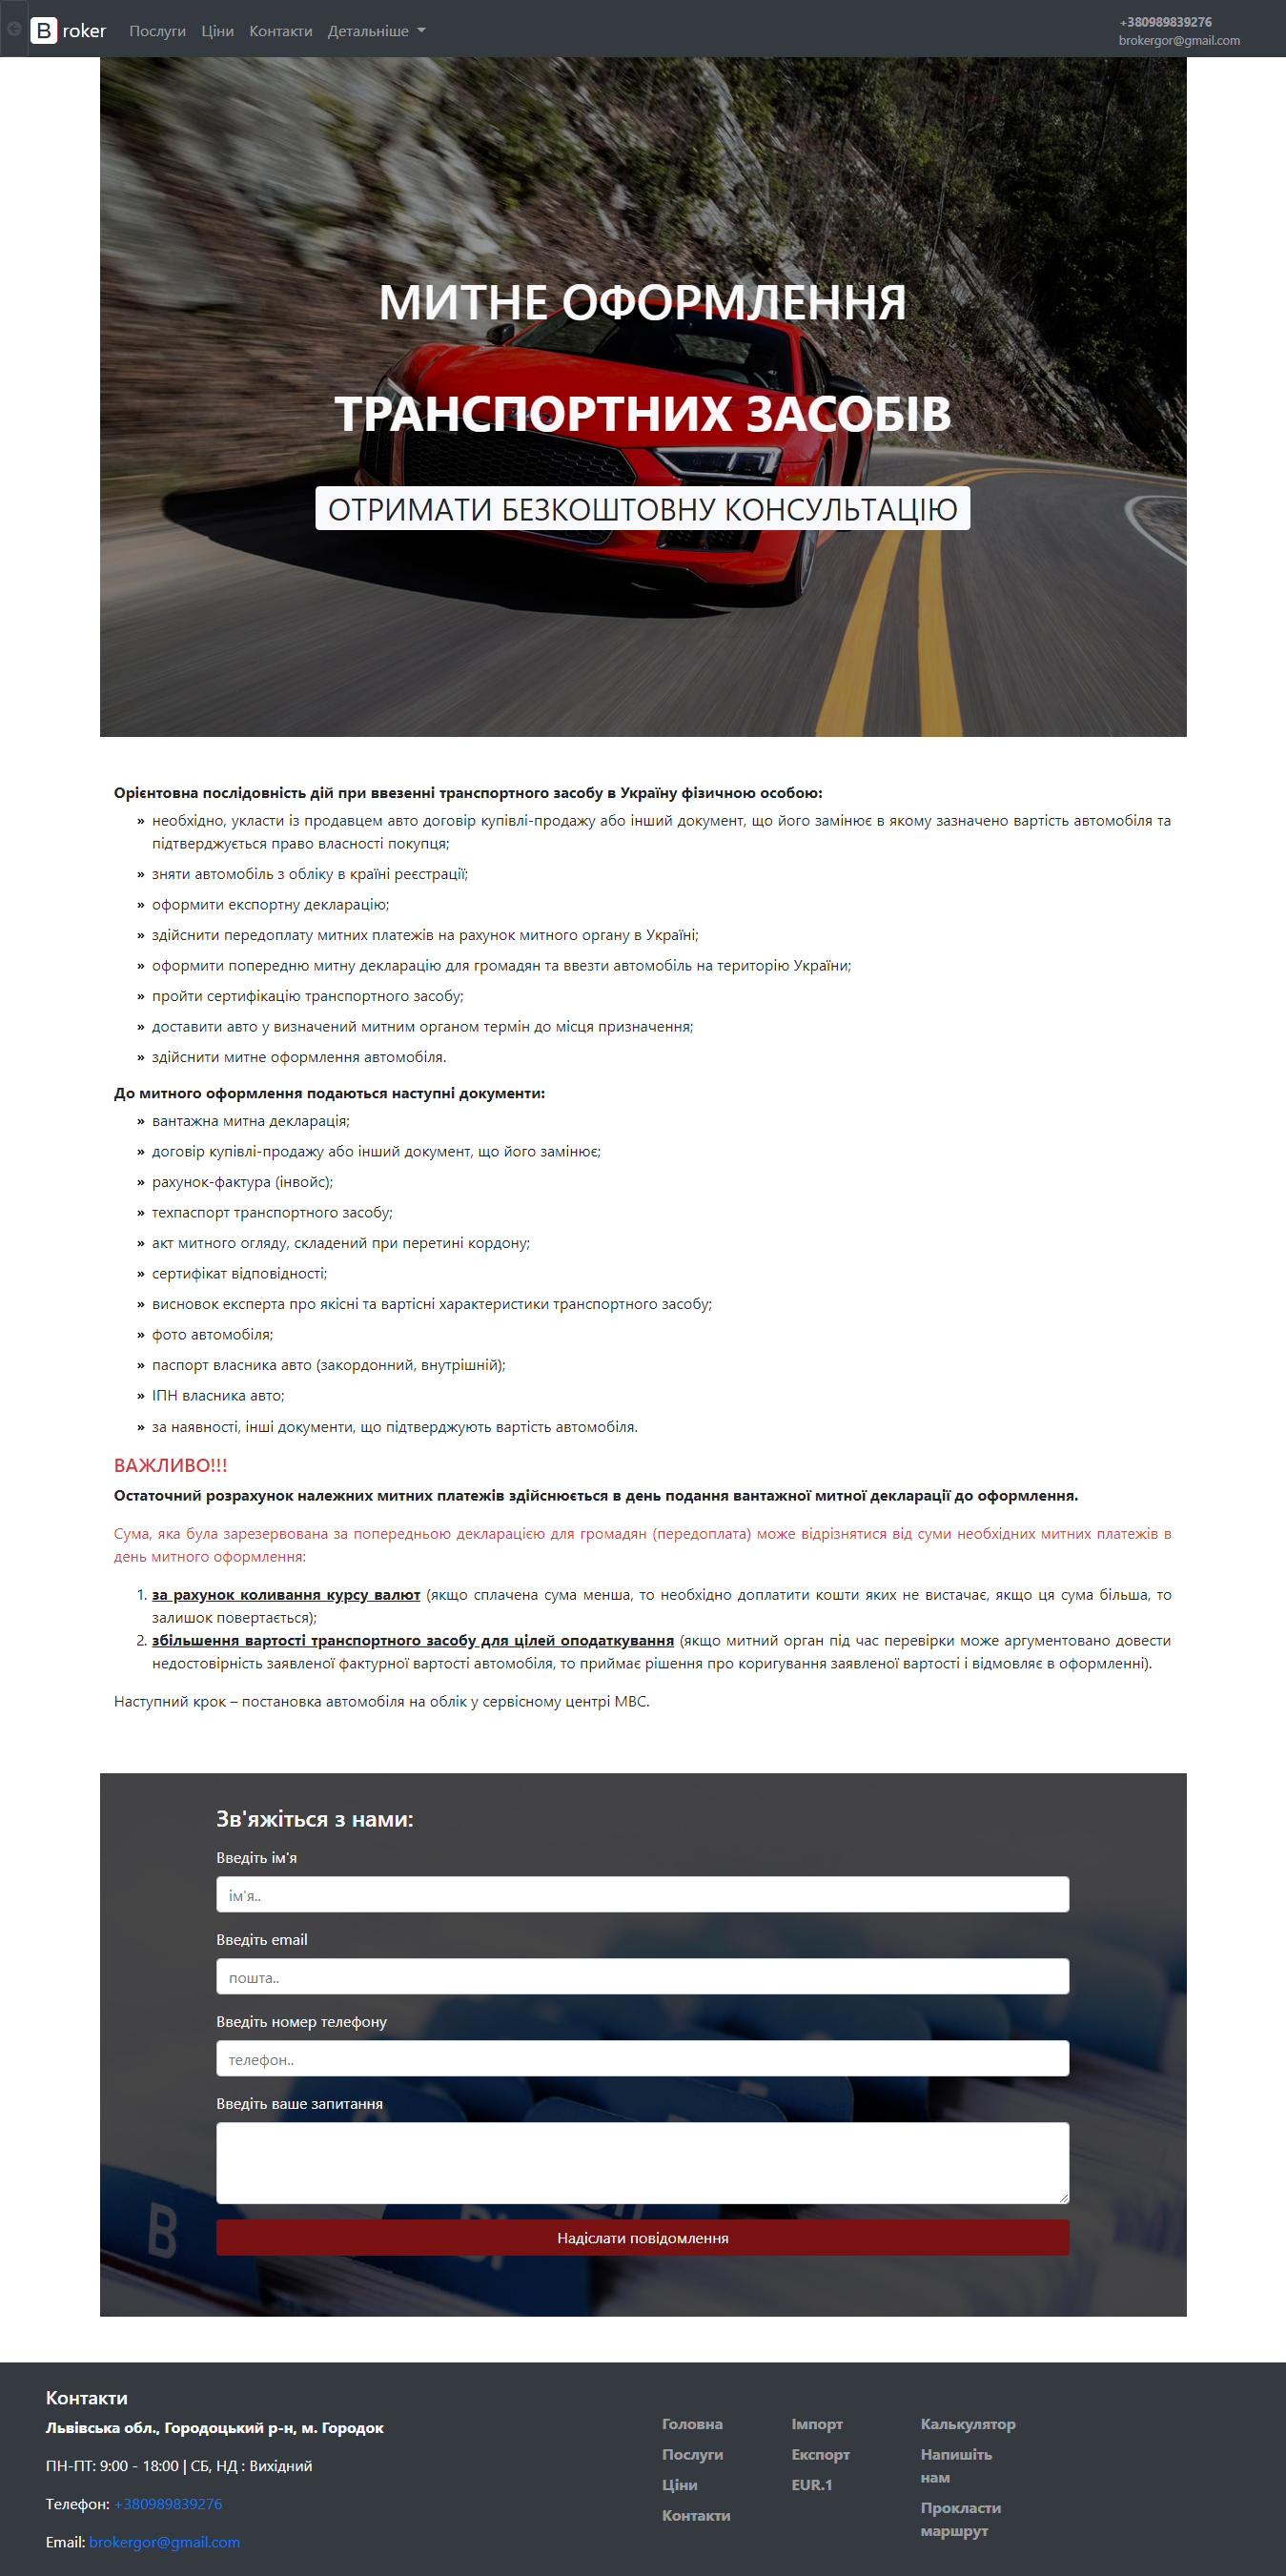 B roker Послуги Ціни Контакти Детальніше
+380989839276
brokergor@gmail.com
МИТНЕ ОФОРМЛЕННЯ
ТРАНСПОРТНИХ ЗАСОБІВ
ОТРИМАТИ БЕЗКОШТОВНУ КОНСУЛЬТАЦІЮ
Орієнтовна послідовність дій при ввезенні транспортного засобу в Україну фізичною особою:
» необхідно, укласти із продавцем авто договір купівлі-продажу або інший документ, що його замінює в якому зазначено вартість автомобіля та
підтверджується право власності покупця;
» зняти автомобіль з обліку в країні реєстрації;
» оформити експортну декларацію;
» здійснити передоплату митних платежів на рахунок митного органу в Україні;
» оформити попередню митну декларацію для громадян та ввезти автомобіль на територію України;
» пройти сертифікацію транспортного засобу;
» доставити авто у визначений митним органом термін до місця призначення;
» здійснити митне оформлення автомобіля.
До митного оформлення подаються наступні документи:
» вантажна митна декларація;
» договір купівлі-продажу або інший документ, що його замінює;
» рахунок-фактура (інвойс);
» техпаспорт транспортного засобу;
» акт митного огляду, складений при перетині кордону;
» сертифікат відповідності;
» висновок експерта про якісні та вартісні характеристики транспортного засобу;
» фото автомобіля;
» паспорт власника авто (закордонний, внутрішній);
» ІПН власника авто;
» за наявності, інші документи, що підтверджують вартість автомобіля.
ВАЖЛИВО!!!
Остаточний розрахунок належних митних платежів здійснюється в день подання вантажної митної декларації до оформлення.
Сума, яка була зарезервована за попередньою декларацією для громадян (передоплата) може відрізнятися від суми необхідних митних платежів в
день митного оформлення:
1. за рахунок коливання курсу валют (якщо сплачена сума менша, то необхідно доплатити кошти яких не вистачає, якщо ця сума більша, то
залишок повертається);
2. збільшення вартості транспортного засобу для цілей оподаткування (якщо митний орган під час перевірки може аргументовано довести
недостовірність заявленої фактурної вартості автомобіля, то приймає рішення про коригування заявленої вартості і відмовляє в оформленні).
Наступний крок – постановка автомобіля на облік у сервісному центрі МВС.
Зв'яжіться з нами:
Введіть ім'я
ім'я..
Введіть email
пошта..
Введіть номер телефону
телефон..
Введіть ваше запитання
Надіслати повідомлення
Контакти
Львівська обл., Городоцький р-н, м. Городок
ПН-ПТ: 9:00 - 18:00 | СБ, НД : Вихідний
Телефон: +380989839276
Email: brokergor@gmail.com
Головна
Послуги
Ціни
Контакти
Імпорт
Експорт
EUR.1
Калькулятор
Напишіть
нам
Прокласти
маршрут